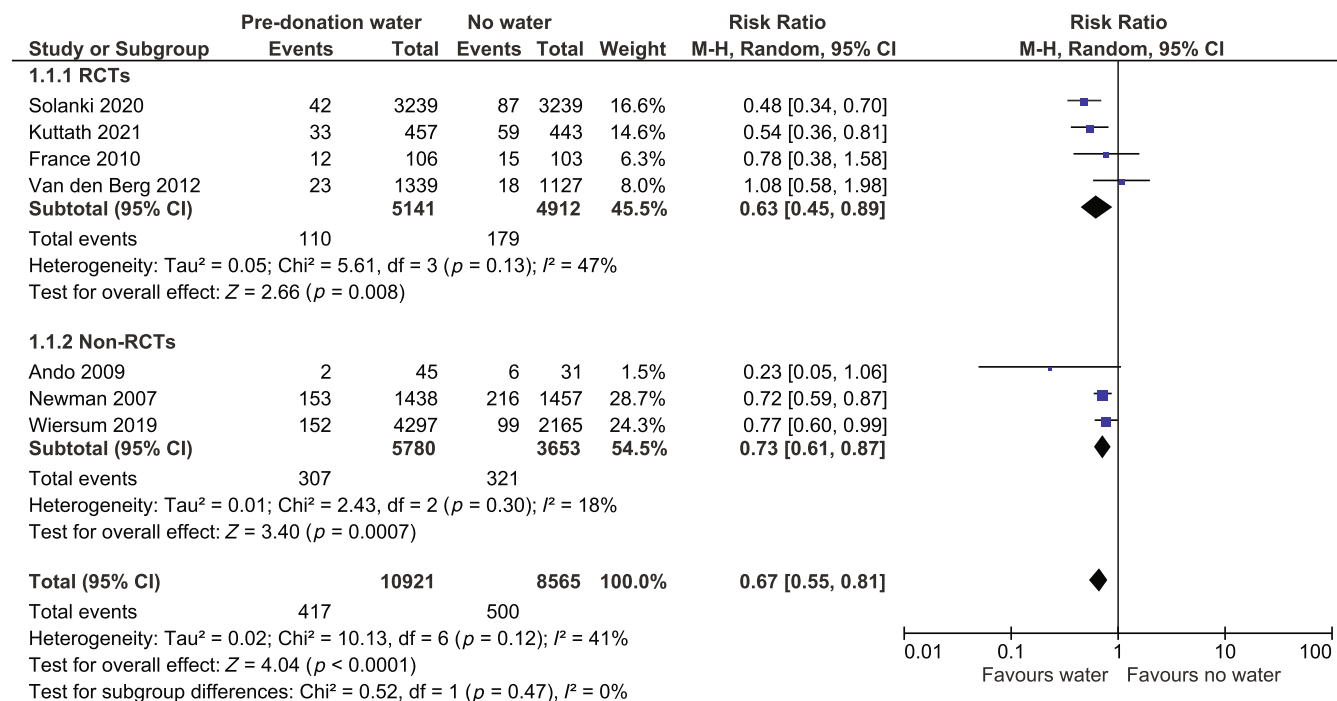 Pre-donation water No water Risk Ratio Risk Ratio
Study or Subgroup Events Total Events Total Weight M-H, Random, 95% CI M-H, Random, 95% CI
1.1.1 RCTs
Solanki 2020 42 3239 87 3239 16.6% 0.48 [0.34, 0.70]
Kuttath 2021 33 457 59 443 14.6% 0.54 [0.36, 0.81]
France 2010 12 106 15 103 6.3% 0.78 [0.38, 1.58]
Van den Berg 2012 23 1339 18 1127 8.0% 1.08 [0.58, 1.98]
Subtotal (95% CI) 5141 4912 45.5% 0.63 [0.45, 0.89]
Total events 110 179
Heterogeneity: Tau² = 0.05; Chi² = 5.61, df = 3 (p = 0.13); I² = 47%
Test for overall effect: Z = 2.66 (p = 0.008)
1.1.2 Non-RCTs
Ando 2009 2 45 6 31 1.5% 0.23 [0.05, 1.06]
Newman 2007 153 1438 216 1457 28.7% 0.72 [0.59, 0.87]
Wiersum 2019 152 4297 99 2165 24.3% 0.77 [0.60, 0.99]
Subtotal (95% CI) 5780 3653 54.5% 0.73 [0.61, 0.87]
Total events 307 321
Heterogeneity: Tau² = 0.01; Chi² = 2.43, df = 2 (p = 0.30); I² = 18%
Test for overall effect: Z = 3.40 (p = 0.0007)
Total (95% CI) 10921 8565 100.0% 0.67 [0.55, 0.81]
Total events 417 500
Heterogeneity: Tau² = 0.02; Chi² = 10.13, df = 6 (p = 0.12); I² = 41%
Test for overall effect: Z = 4.04 (p < 0.0001)
Test for subgroup differences: Chi² = 0.52, df = 1 (p = 0.47), I² = 0%
0.01 0.1 1 10 100
Favours water Favours no water